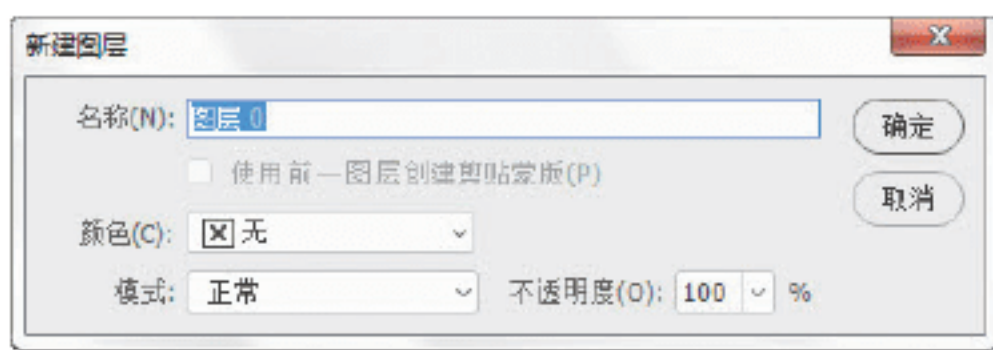 新建图层
名称(N): 图层 0 确定
使用前一图层创建剪贴蒙版(P)
取消
颜色(C): 无
模式: 正常 不透明度(O): 100 %